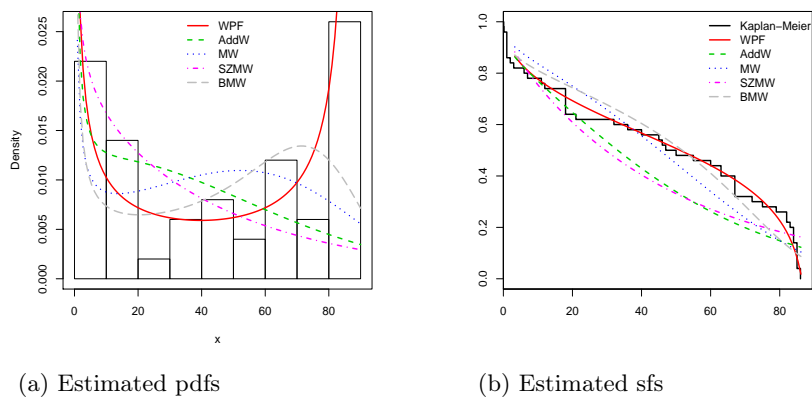 0.025
0.020
0.015
0.010
0.005
0.000
Density
WPF
AddW
MW
SZMW
BMW
0
20
40
60
80
x
1.0
0.8
0.6
0.4
0.2
0.0
Kaplan−Meier
WPF
AddW
MW
SZMW
BMW
0
20
40
60
80
(a) Estimated pdfs
(b) Estimated sfs